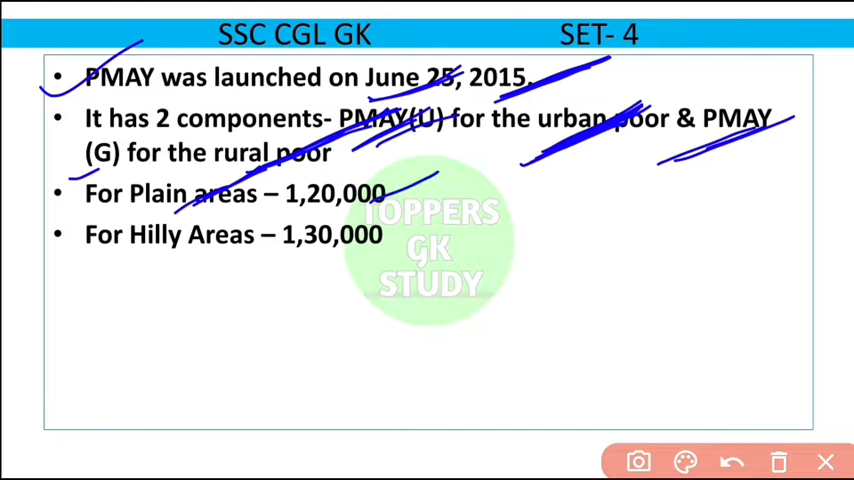 SSC CGL GK SET- 4
• PMAY was launched on June 25, 2015.
• It has 2 components- PMAY(U) for the urban poor & PMAY
(G) for the rural poor
• For Plain areas – 1,20,000
• For Hilly Areas – 1,30,000
TOPPERS
GK
STUDY